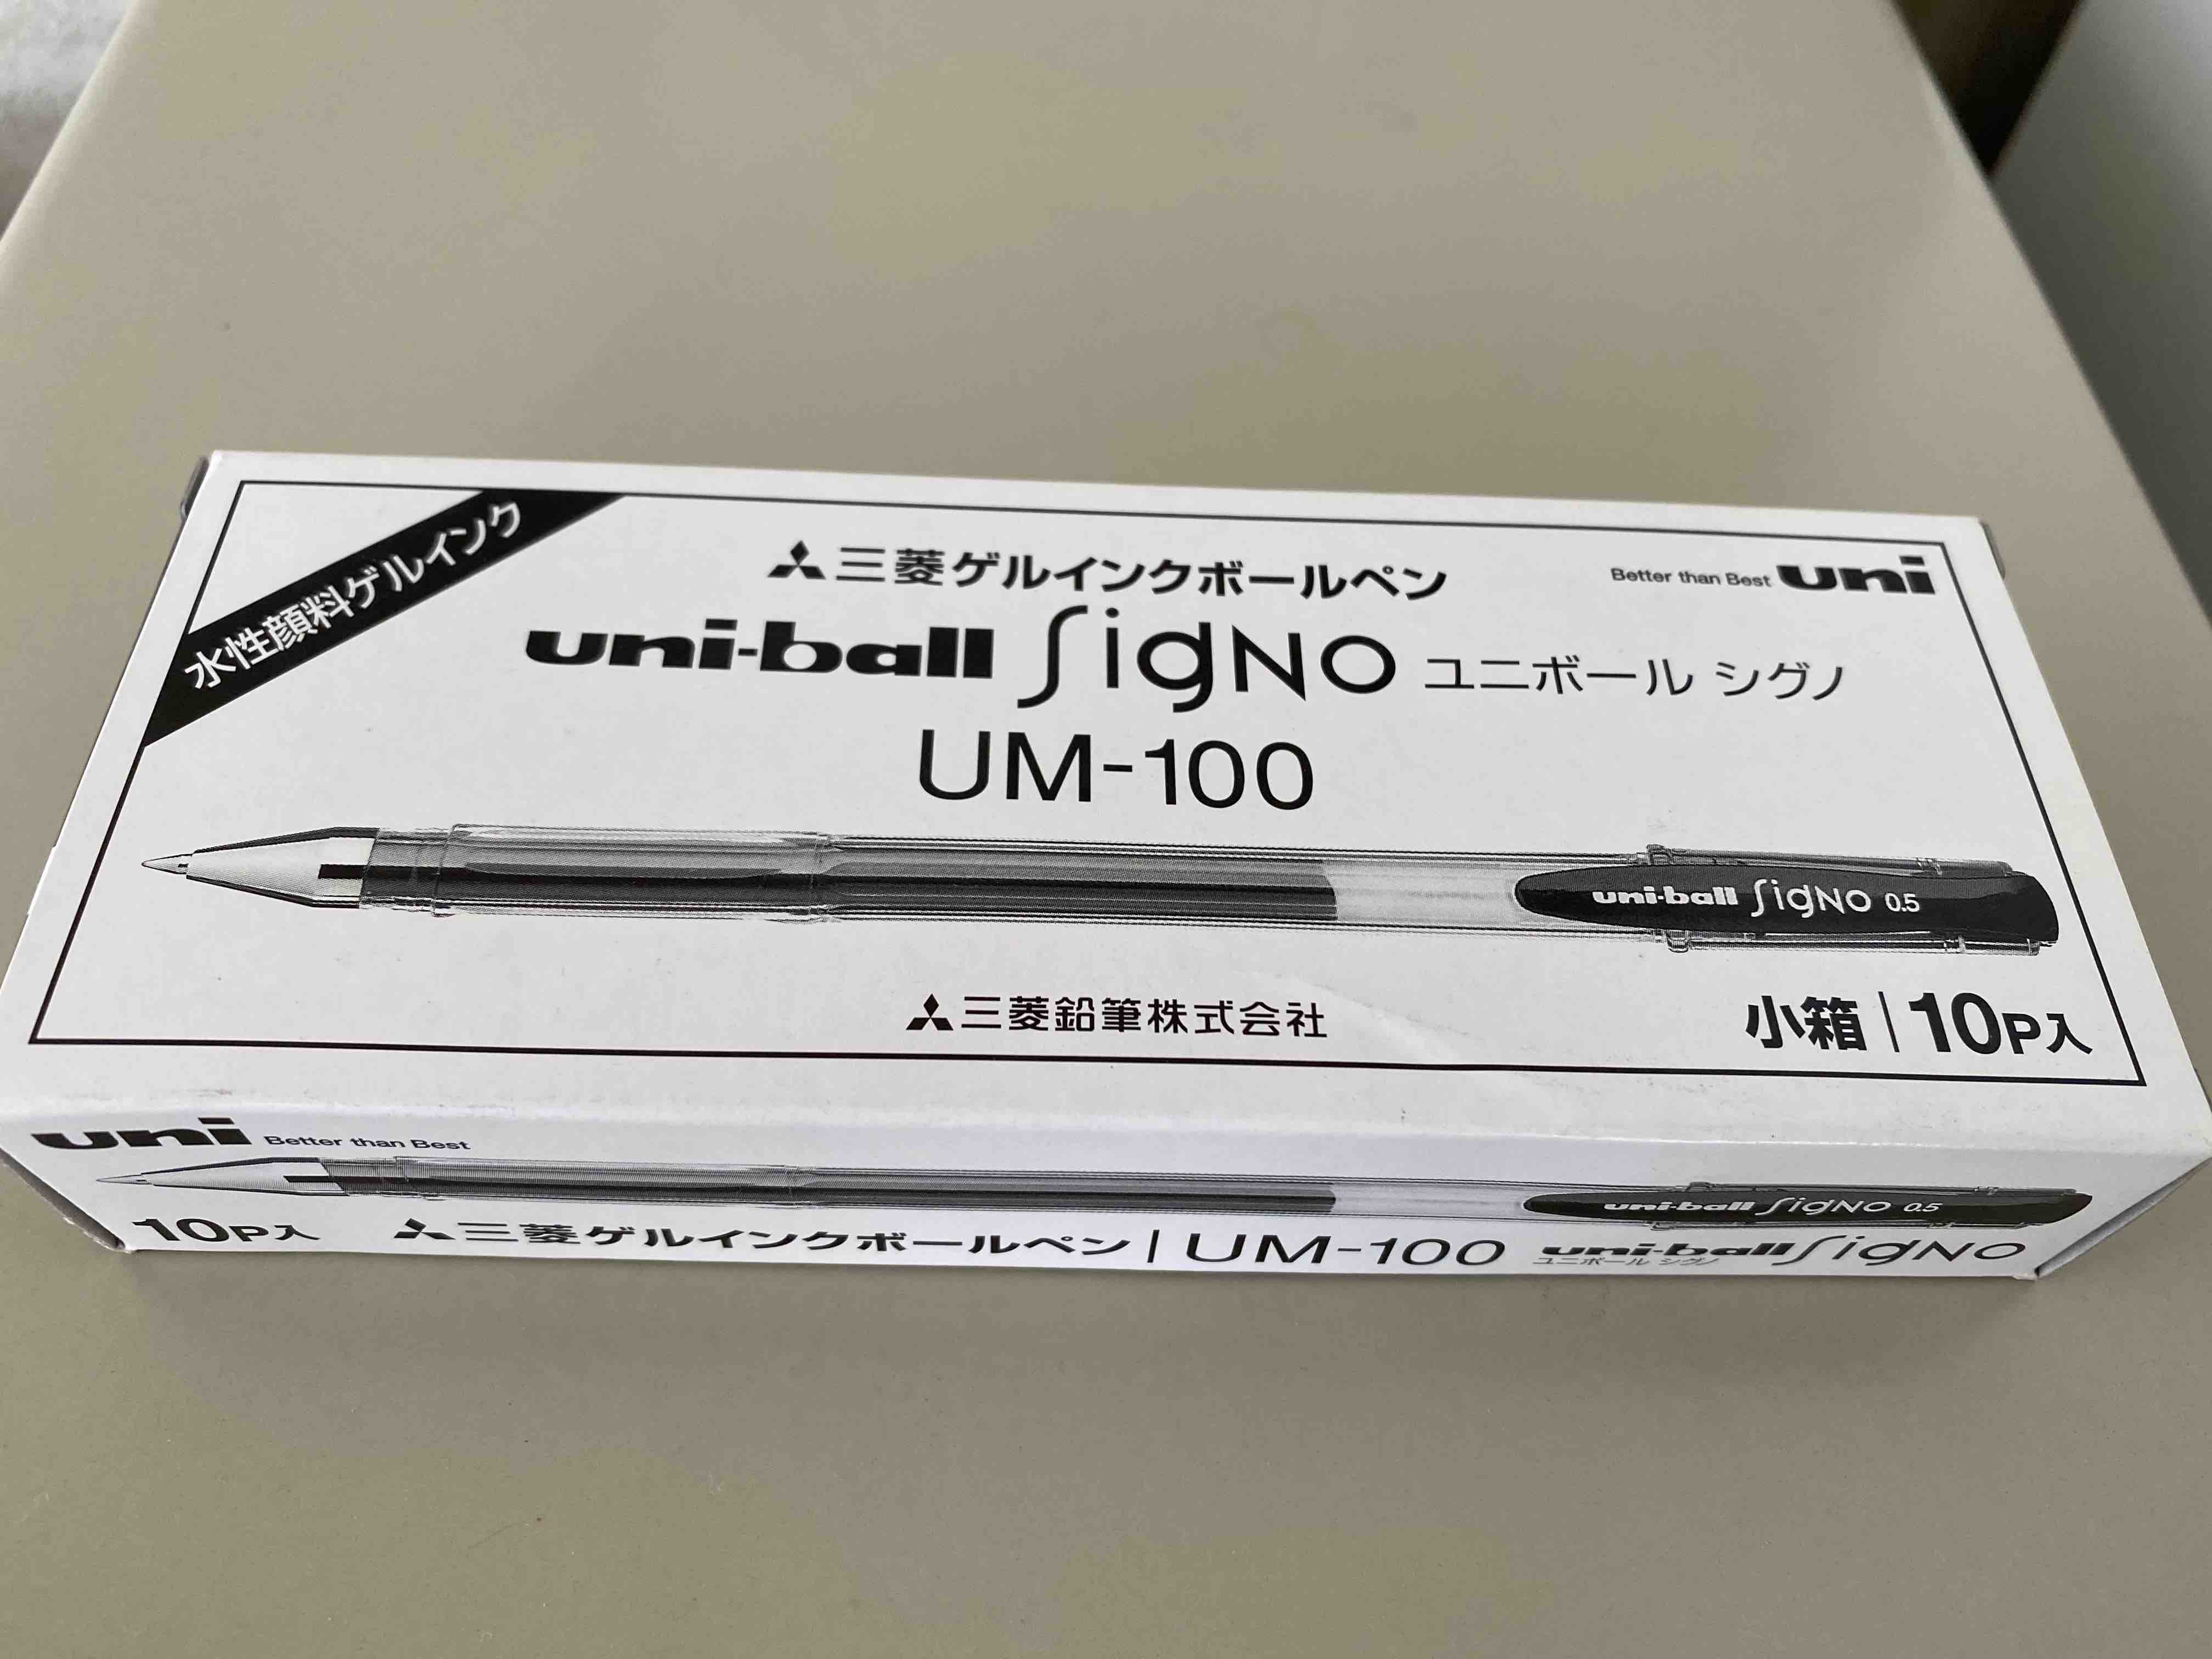 水性顔料ゲルインク
三菱ゲルインクボールペン
Better than Best uni
uni-ball Signo ユニボール シグノ
UM-100
uni-ball Signo 0.5
三菱鉛筆株式会社
小箱 | 10P入
uni Better than Best
uni-ball Signo 0.5
10P入 三菱ゲルインクボールペン | UM-100 uni-ball Signo
ユニボール シグノ